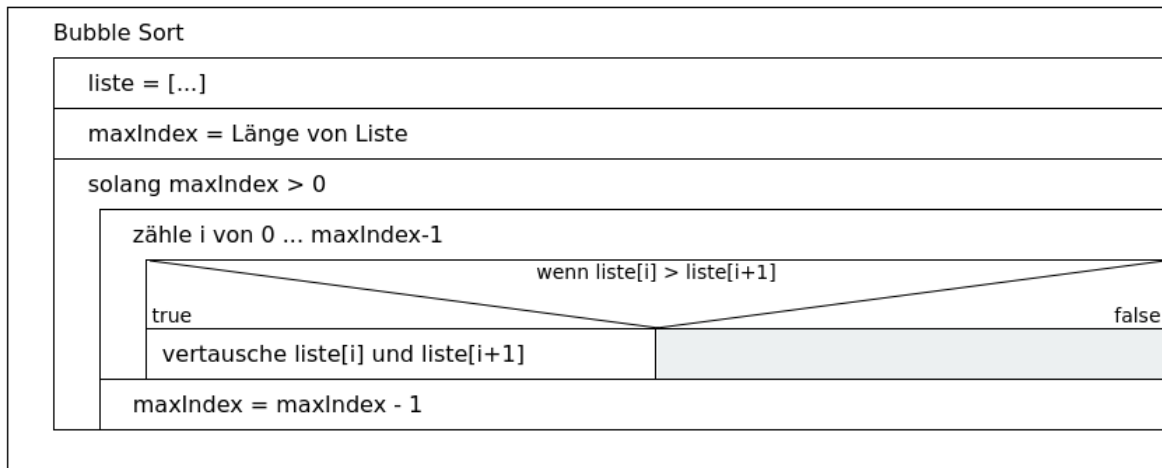 Bubble Sort
liste = [...]
maxIndex = Länge von Liste
solang maxIndex > 0
zähle i von 0 ... maxIndex-1
wenn liste[i] > liste[i+1]
true false
vertausche liste[i] und liste[i+1]
maxIndex = maxIndex - 1